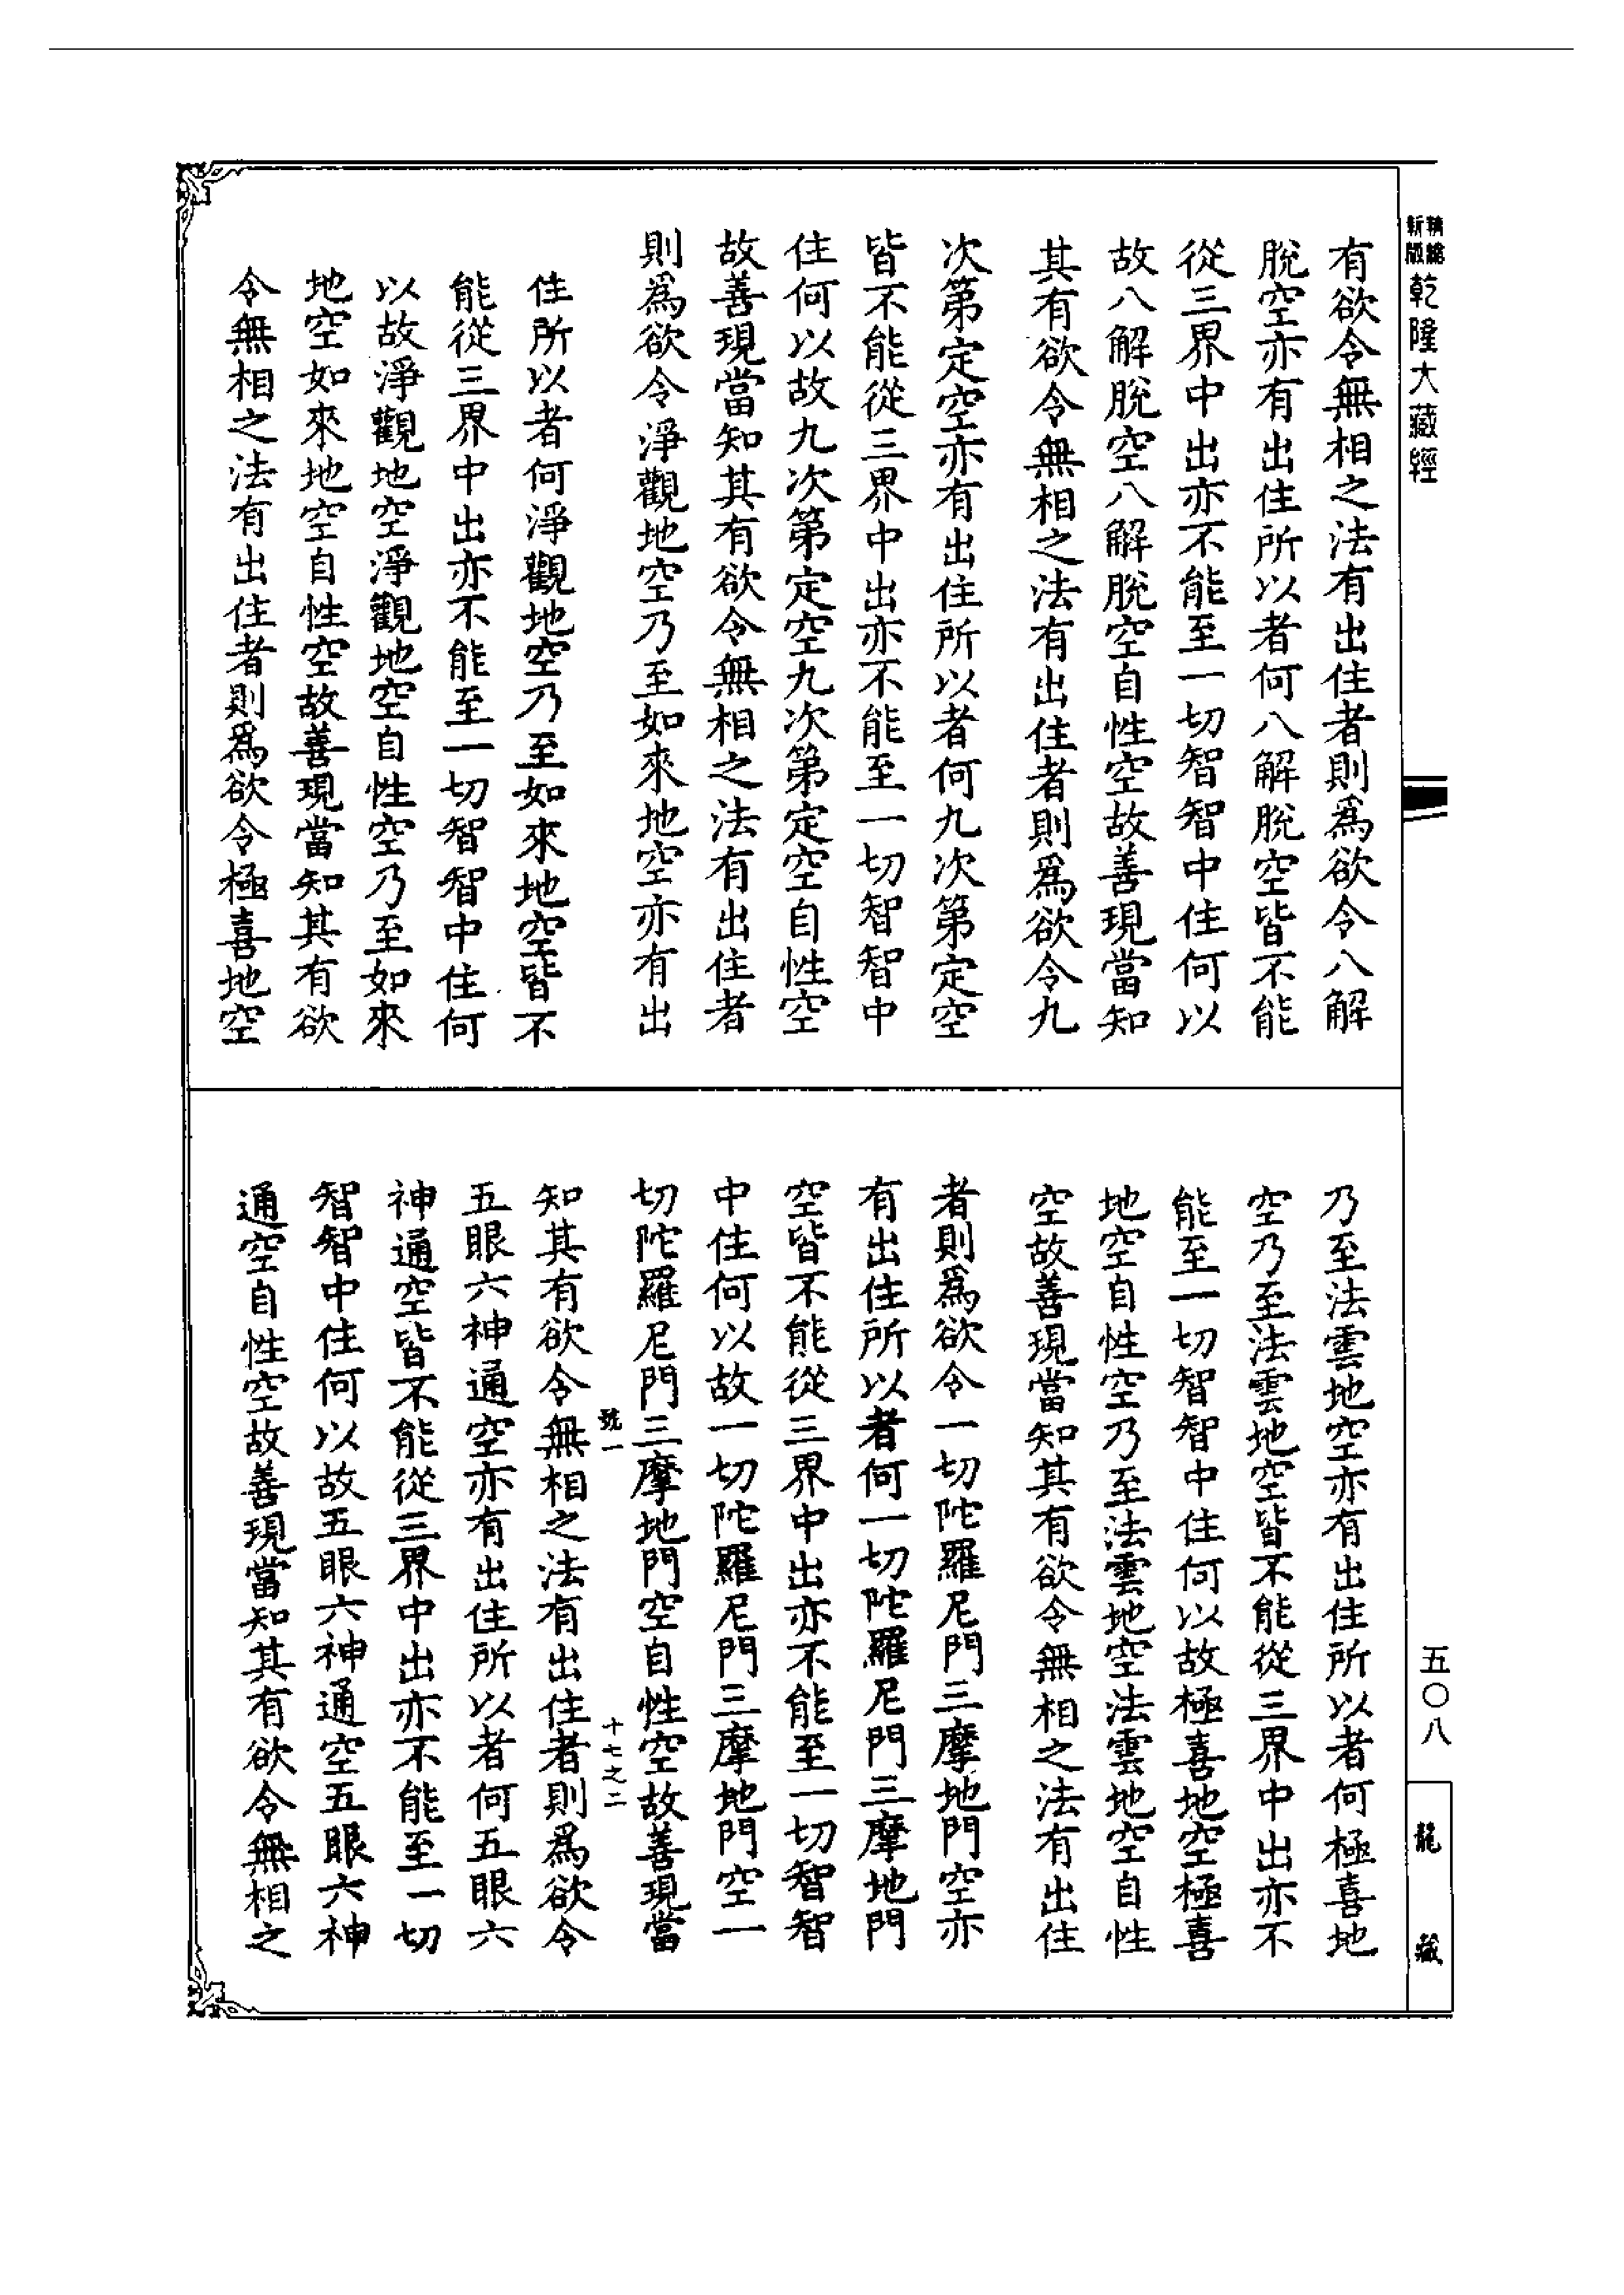 新編
新版
乾隆大藏經
有欲令無相之法有出住者則爲欲令八解
脫空亦有出住所以者何八解脫空皆不能
從三界中出亦不能至一切智智中住何以
故八解脫空八解脫空自性空故善現當知
其有欲令無相之法有出住者則爲欲令九
次第定空亦有出住所以者何九次第定空
皆不能從三界中出亦不能至一切智智中
住何以故九次第定空九次第定空自性空
故善現當知其有欲令無相之法有出住者
則爲欲令淨觀地空乃至如來地空亦有出
住所以者何淨觀地空乃至如來地空皆不
能從三界中出亦不能至一切智智中住何
以故淨觀地空淨觀地空自性空乃至如來
地空如來地空自性空故善現當知其有欲
令無相之法有出住者則爲欲令極喜地空
乃至法雲地空亦有出住所以者何極喜地
空乃至法雲地空皆不能從三界中出亦不
能至一切智智中住何以故極喜地空極喜
地空自性空乃至法雲地空法雲地空自性
空故善現當知其有欲令無相之法有出住
者則爲欲令一切陀羅尼門三摩地門空亦
有出住所以者何一切陀羅尼門三摩地門
空皆不能從三界中出亦不能至一切智智
中住何以故一切陀羅尼門三摩地門空一
切陀羅尼門三摩地門空自性空故善現當
號一
十七之二
知其有欲令無相之法有出住者則爲欲令
五眼六神通空亦有出住所以者何五眼六
神通空皆不能從三界中出亦不能至一切
智智中住何以故五眼六神通空五眼六神
通空自性空故善現當知其有欲令無相之
五〇八
龍藏